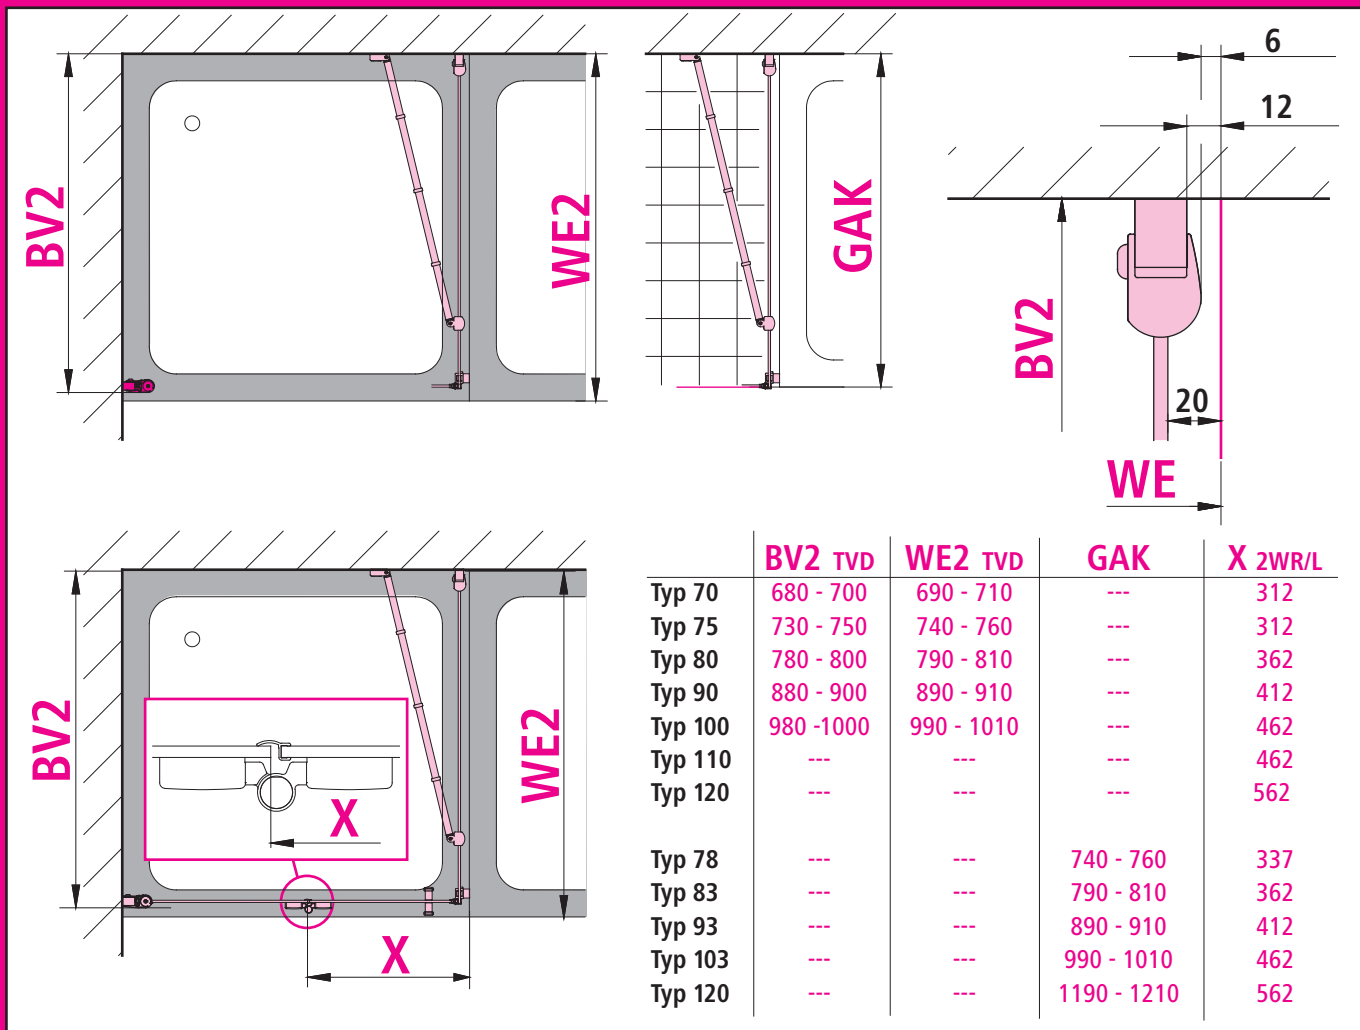 BV2
WE2
GAK
6
12
BV2
20
WE
BV2
WE2
X
X
BV2 TVD WE2 TVD GAK X 2WR/L
Typ 70 680 - 700 690 - 710 --- 312
Typ 75 730 - 750 740 - 760 --- 312
Typ 80 780 - 800 790 - 810 --- 362
Typ 90 880 - 900 890 - 910 --- 412
Typ 100 980 -1000 990 - 1010 --- 462
Typ 110 --- --- --- 462
Typ 120 --- --- --- 562
Typ 78 --- --- 740 - 760 337
Typ 83 --- --- 790 - 810 362
Typ 93 --- --- 890 - 910 412
Typ 103 --- --- 990 - 1010 462
Typ 120 --- --- 1190 - 1210 562